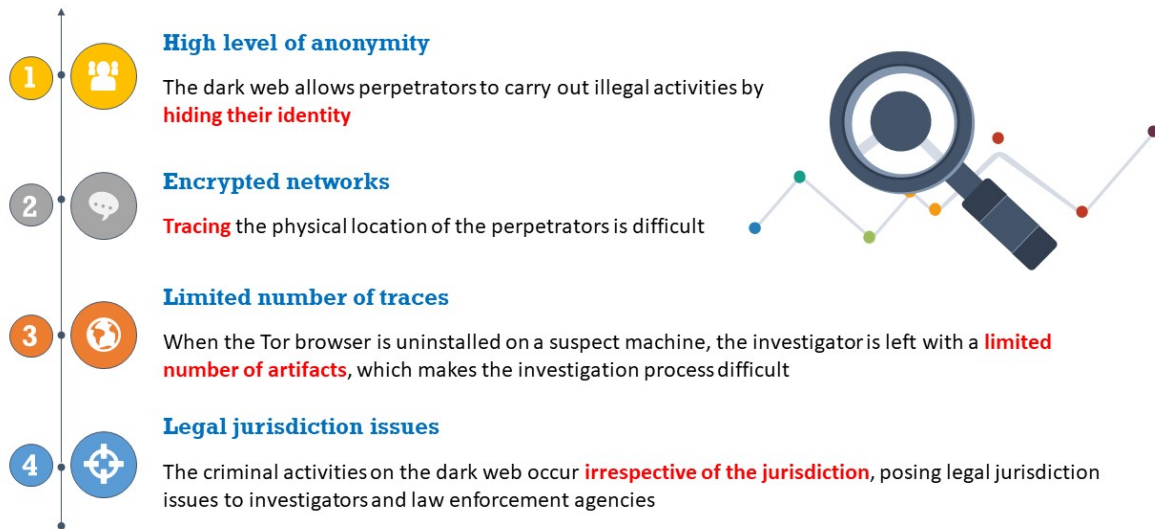 1
High level of anonymity
The dark web allows perpetrators to carry out illegal activities by
hiding their identity
2
Encrypted networks
Tracing the physical location of the perpetrators is difficult
3
Limited number of traces
When the Tor browser is uninstalled on a suspect machine, the investigator is left with a limited
number of artifacts, which makes the investigation process difficult
4
Legal jurisdiction issues
The criminal activities on the dark web occur irrespective of the jurisdiction, posing legal jurisdiction
issues to investigators and law enforcement agencies